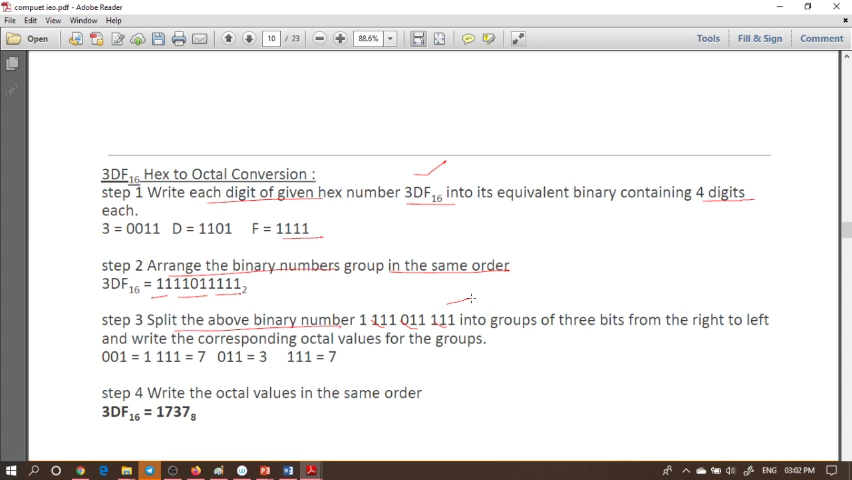 compuet ieo.pdf - Adobe Reader
File Edit View Window Help
Open 10 / 23 88.6% Tools Fill & Sign Comment
3DF16 Hex to Octal Conversion :
step 1 Write each digit of given hex number 3DF16 into its equivalent binary containing 4 digits
each.
3 = 0011 D = 1101 F = 1111
step 2 Arrange the binary numbers group in the same order
3DF16 = 11110111112
step 3 Split the above binary number 1 111 011 111 into groups of three bits from the right to left
and write the corresponding octal values for the groups.
001 = 1 111 = 7 011 = 3 111 = 7
step 4 Write the octal values in the same order
3DF16 = 17378
ENG 03:02 PM